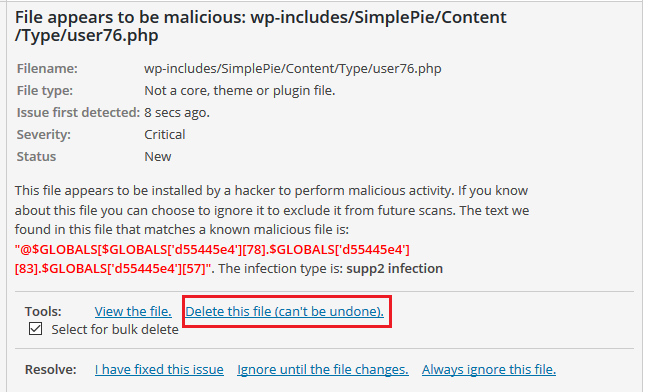 File appears to be malicious: wp-includes/SimplePie/Content
/Type/user76.php
Filename: wp-includes/SimplePie/Content/Type/user76.php
File type: Not a core, theme or plugin file.
Issue first detected: 8 secs ago.
Severity: Critical
Status New
This file appears to be installed by a hacker to perform malicious activity. If you know
about this file you can choose to ignore it to exclude it from future scans. The text we
found in this file that matches a known malicious file is:
"@$GLOBALS[$GLOBALS['d55445e4'][78].$GLOBALS['d55445e4']
[83].$GLOBALS['d55445e4'][57]". The infection type is: supp2 infection
Tools: View the file. Delete this file (can't be undone).
Select for bulk delete
Resolve: I have fixed this issue Ignore until the file changes. Always ignore this file.